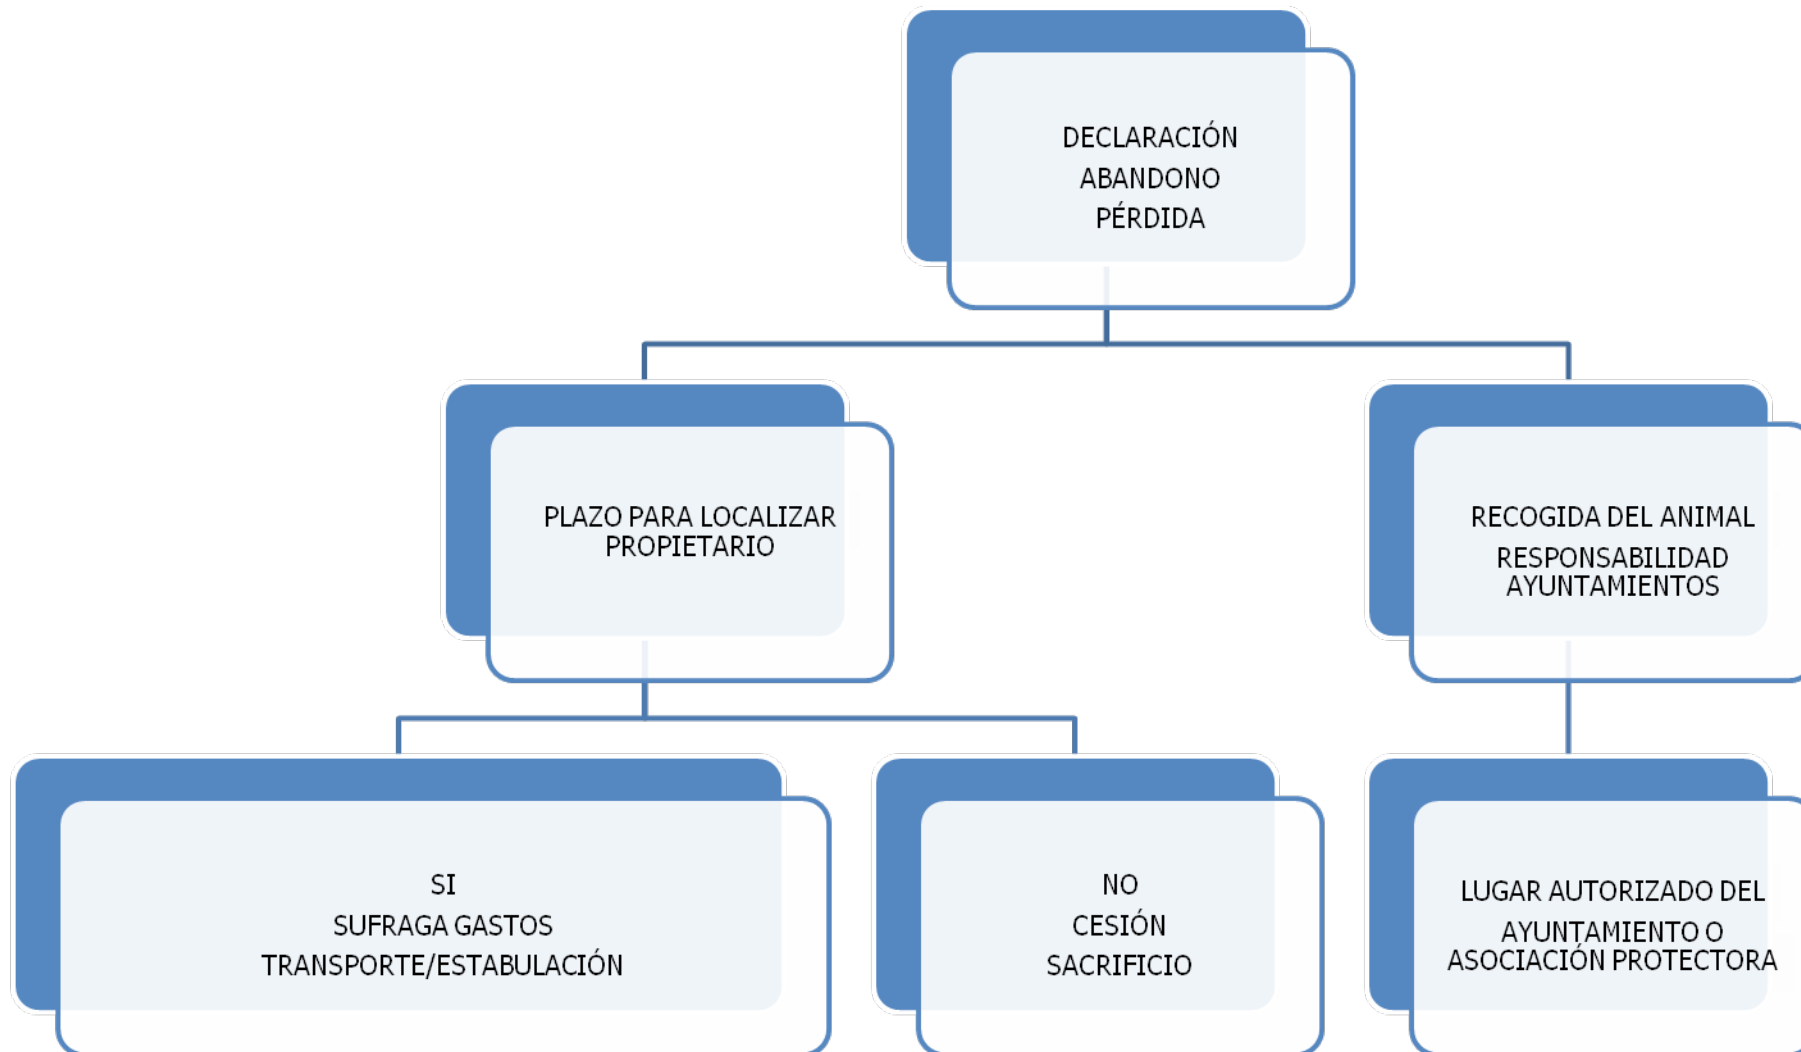 DECLARACIÓN
ABANDONO
PÉRDIDA
PLAZO PARA LOCALIZAR
PROPIETARIO
RECOGIDA DEL ANIMAL
RESPONSABILIDAD
AYUNTAMIENTOS
SI
SUFRAGA GASTOS
TRANSPORTE/ESTABULACIÓN
NO
CESIÓN
SACRIFICIO
LUGAR AUTORIZADO DEL
AYUNTAMIENTO O
ASOCIACIÓN PROTECTORA